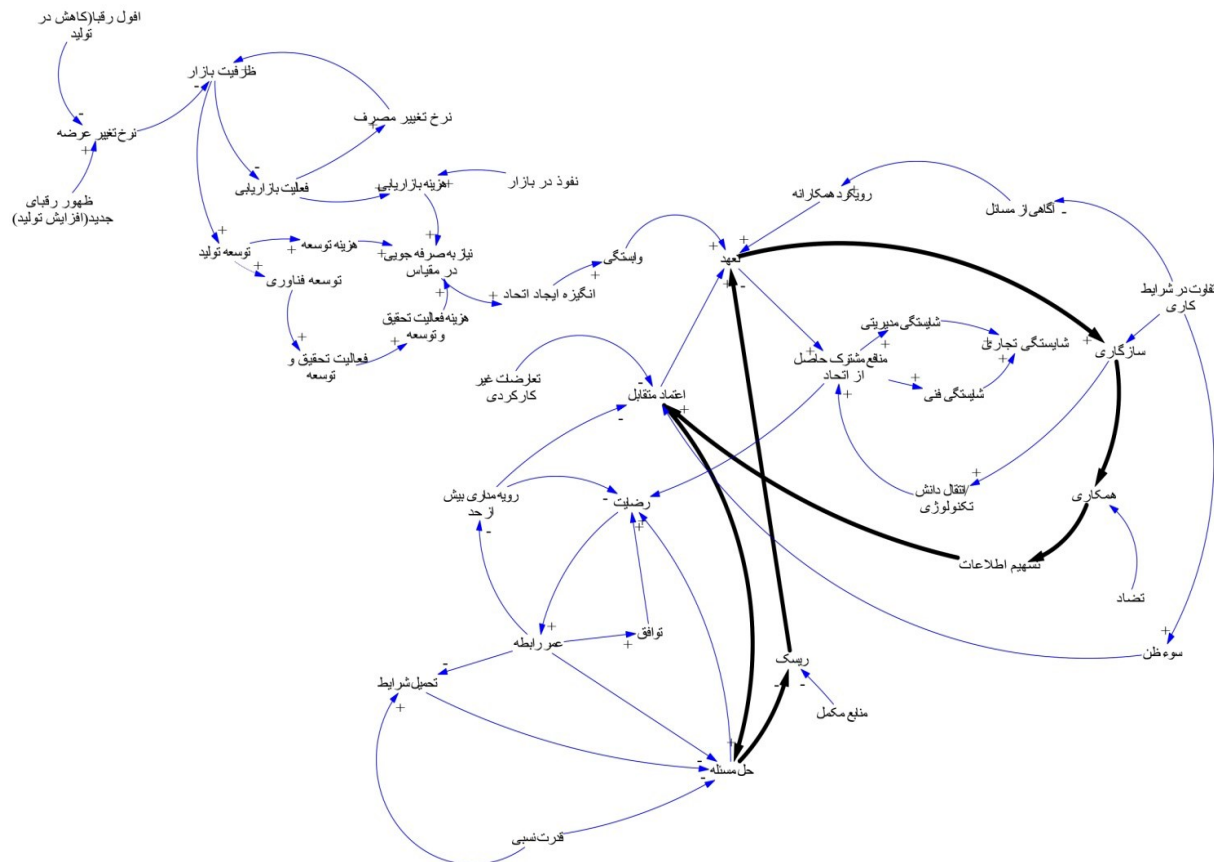 افول رقبا(کاهش در
تولید
ظرفیت بازار
نرخ تغییر مصرف
نرخ تغییر عرضه
ظهور رقبای
جدید(افزایش تولید)
فعالیت بازاریابی
هزینه بازاریابی
نفوذ در بازار
رویکرد همکارانه
آگاهی از مسائل
توسعه تولید
هزینه توسعه
نیاز به صرفه جویی
در مقیاس
وابستگی
تعهد
توسعه فناوری
انگیزه ایجاد اتحاد
تفاوت در شرایط
کاری
هزینه فعالیت تحقیق
و توسعه
شایستگی مدیریتی
شایستگی تجاری
سازگاری
فعالیت تحقیق و
توسعه
منافع مشترک حاصل
از اتحاد
تعارضات غیر
کارکردی
اعتماد متقابل
شایستگی فنی
رویه مداری بیش
از حد
رضایت
انتقال دانش/
تکنولوژی
همکاری
تسهیم اطلاعات
تضاد
عمر رابطه
توافق
ریسک
سوء ظن
تحمیل شرایط
منابع مکمل
حل مسئله
قدرت نسبی